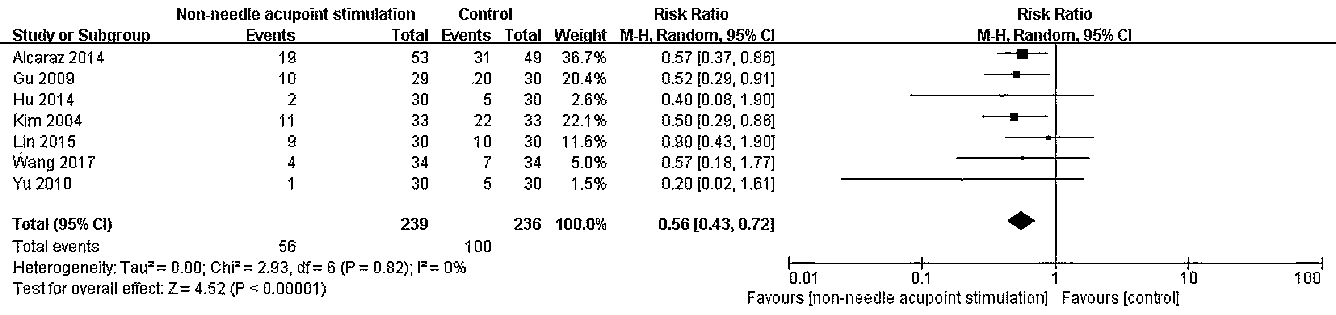 Non-needle acupoint stimulation Control Risk Ratio Risk Ratio
Study or Subgroup Events Total Events Total Weight M-H, Random, 95% CI M-H, Random, 95% CI
Alcaraz 2014 19 53 31 49 36.7% 0.57 [0.37, 0.86]
Gu 2009 10 29 20 30 20.4% 0.52 [0.29, 0.91]
Hu 2014 2 30 5 30 2.6% 0.40 [0.08, 1.90]
Kim 2004 11 33 22 33 22.1% 0.50 [0.29, 0.86]
Lin 2015 9 30 10 30 11.6% 0.90 [0.43, 1.90]
Wang 2017 4 34 7 34 5.0% 0.57 [0.18, 1.77]
Yu 2010 1 30 5 30 1.5% 0.20 [0.02, 1.61]
Total (95% CI) 239 236 100.0% 0.56 [0.43, 0.72]
Total events 56 100
Heterogeneity: Tau² = 0.00; Chi² = 2.93, df = 6 (P = 0.82); I² = 0%
Test for overall effect: Z = 4.52 (P < 0.00001)
0.01 0.1 1 10 100
Favours [non-needle acupoint stimulation] Favours [control]